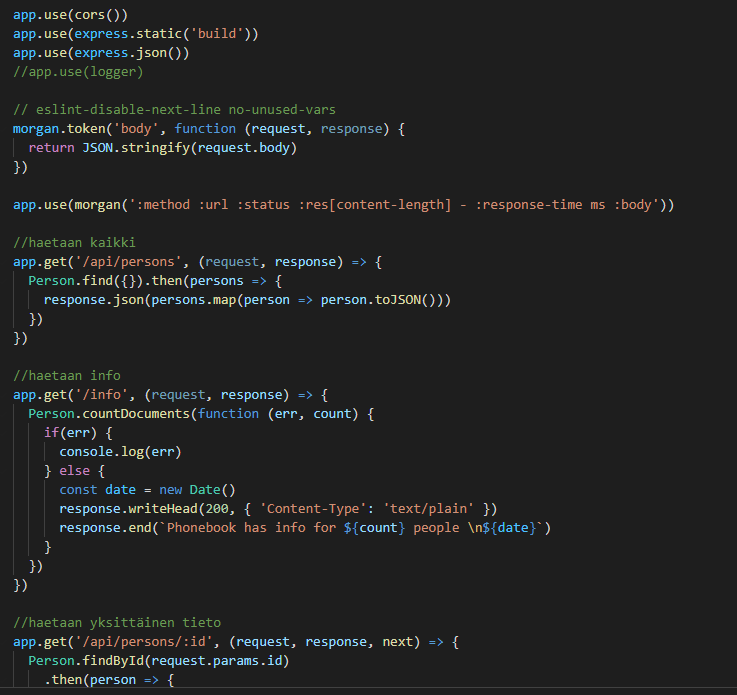 app.use(cors())
app.use(express.static('build'))
app.use(express.json())
//app.use(logger)

// eslint-disable-next-line no-unused-vars
morgan.token('body', function (request, response) {
  return JSON.stringify(request.body)
})

app.use(morgan(':method :url :status :res[content-length] - :response-time ms :body'))

//haetaan kaikki
app.get('/api/persons', (request, response) => {
  Person.find({}).then(persons => {
    response.json(persons.map(person => person.toJSON()))
  })
})

//haetaan info
app.get('/info', (request, response) => {
  Person.countDocuments(function (err, count) {
    if(err) {
      console.log(err)
    } else {
      const date = new Date()
      response.writeHead(200, { 'Content-Type': 'text/plain' })
      response.end(`Phonebook has info for ${count} people \n${date}`)
    }
  })
})

//haetaan yksittäinen tieto
app.get('/api/persons/:id', (request, response, next) => {
  Person.findById(request.params.id)
    .then(person => {